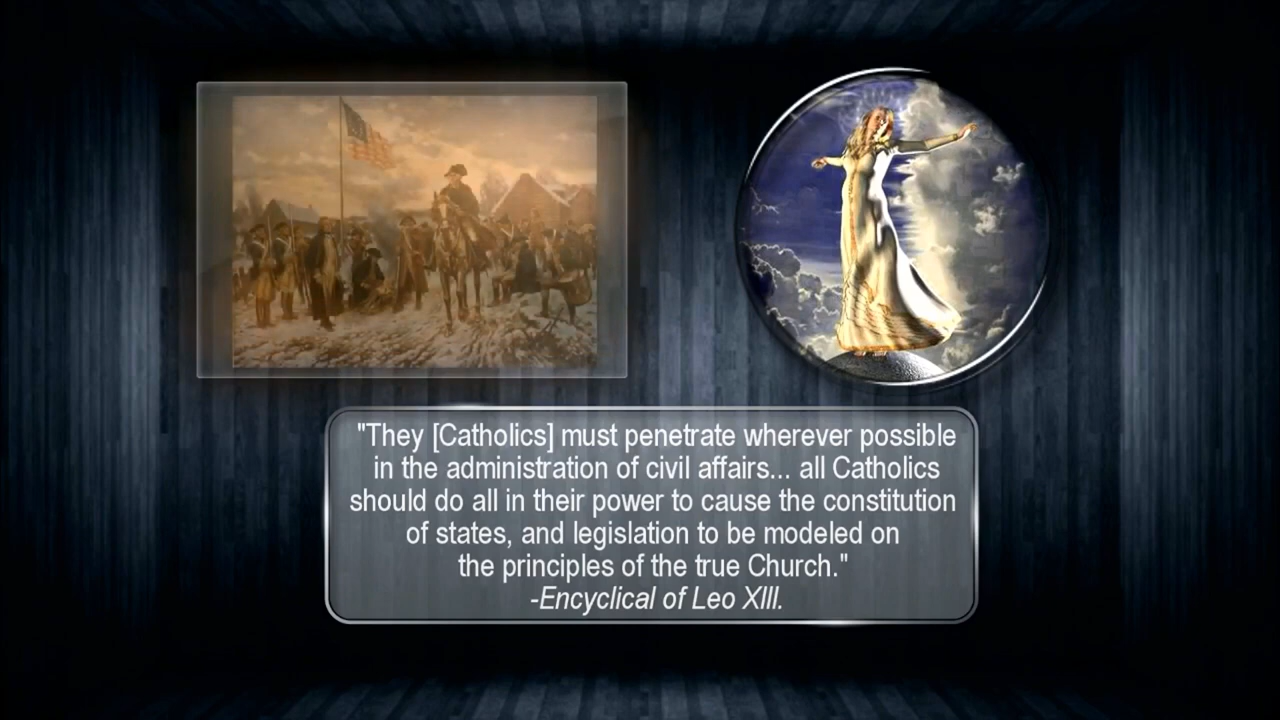 "They [Catholics] must penetrate wherever possible
in the administration of civil affairs... all Catholics
should do all in their power to cause the constitution
of states, and legislation to be modeled on
the principles of the true Church."
-Encyclical of Leo XIII.